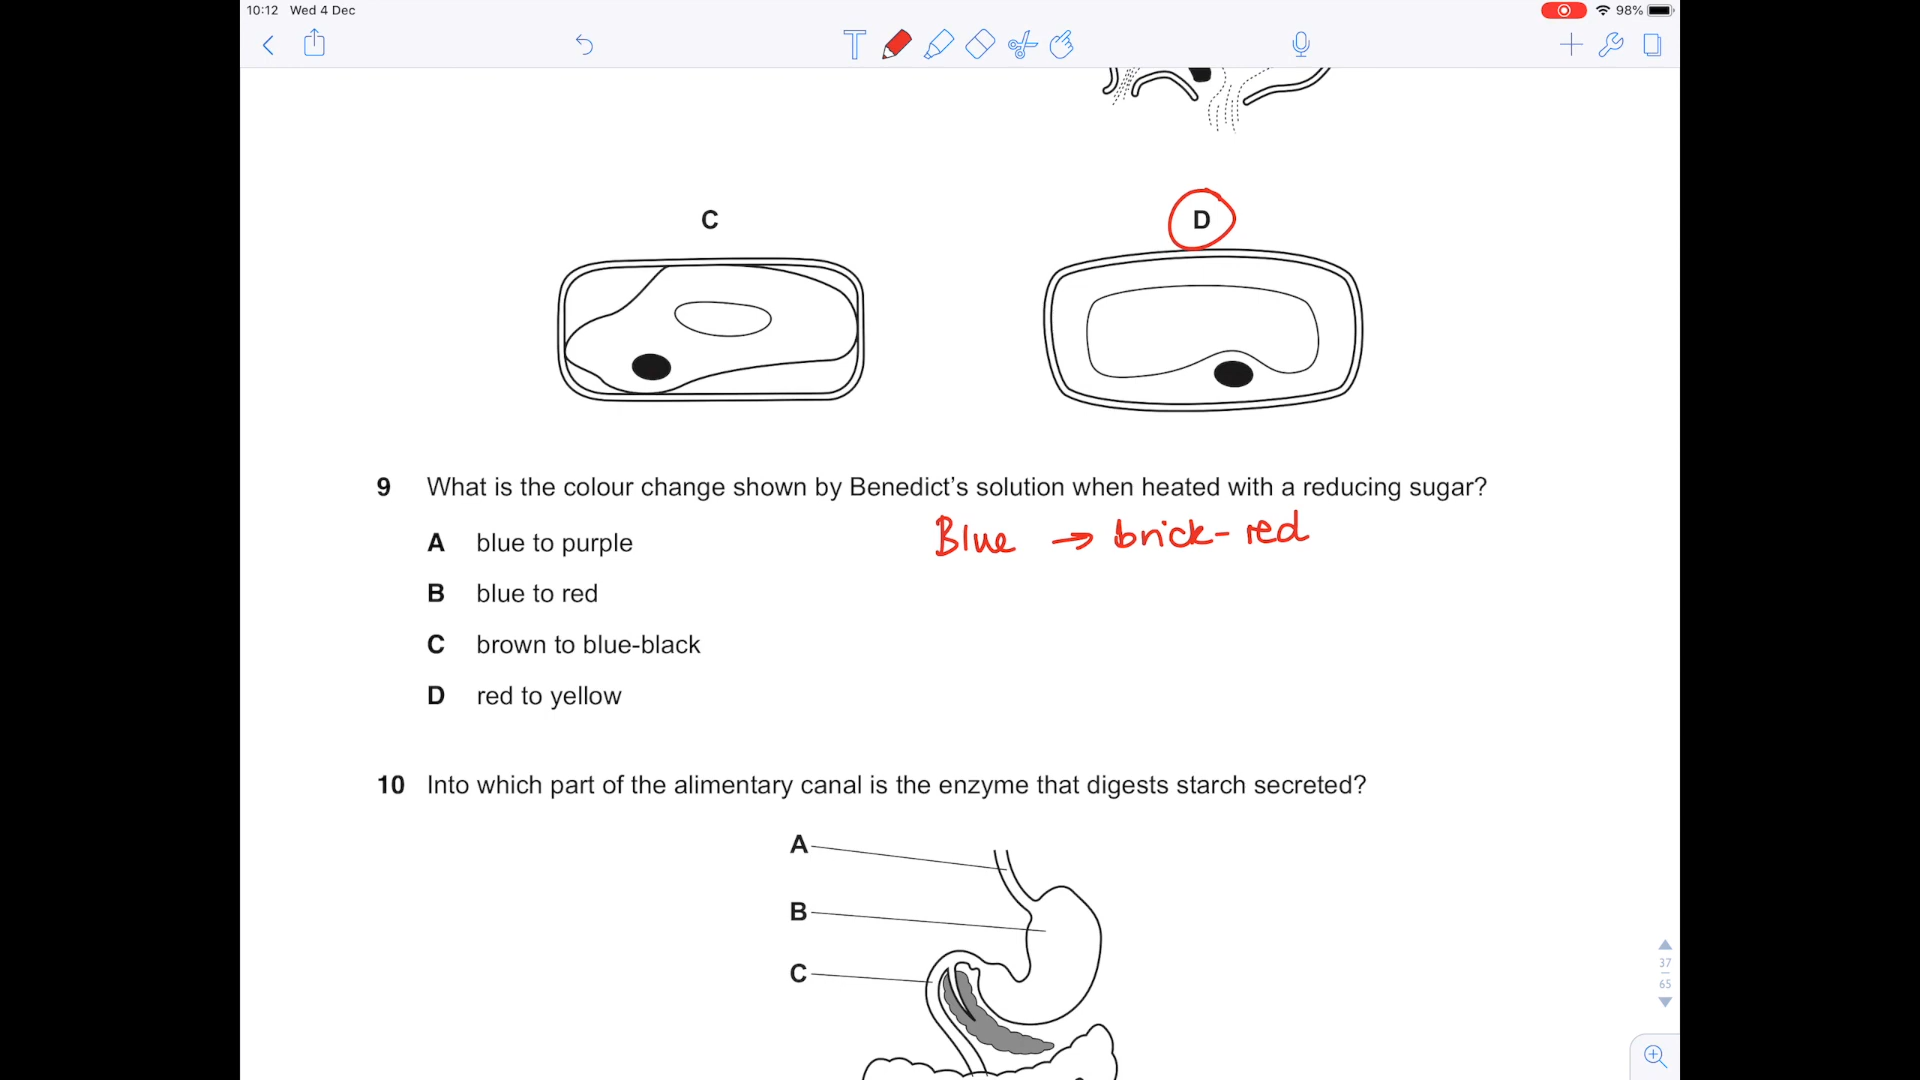 10:12 Wed 4 Dec
98%
T
C
D
9 What is the colour change shown by Benedict’s solution when heated with a reducing sugar?
Blue → brick-red
A blue to purple
B blue to red
C brown to blue-black
D red to yellow
10 Into which part of the alimentary canal is the enzyme that digests starch secreted?
A
B
C
37
65